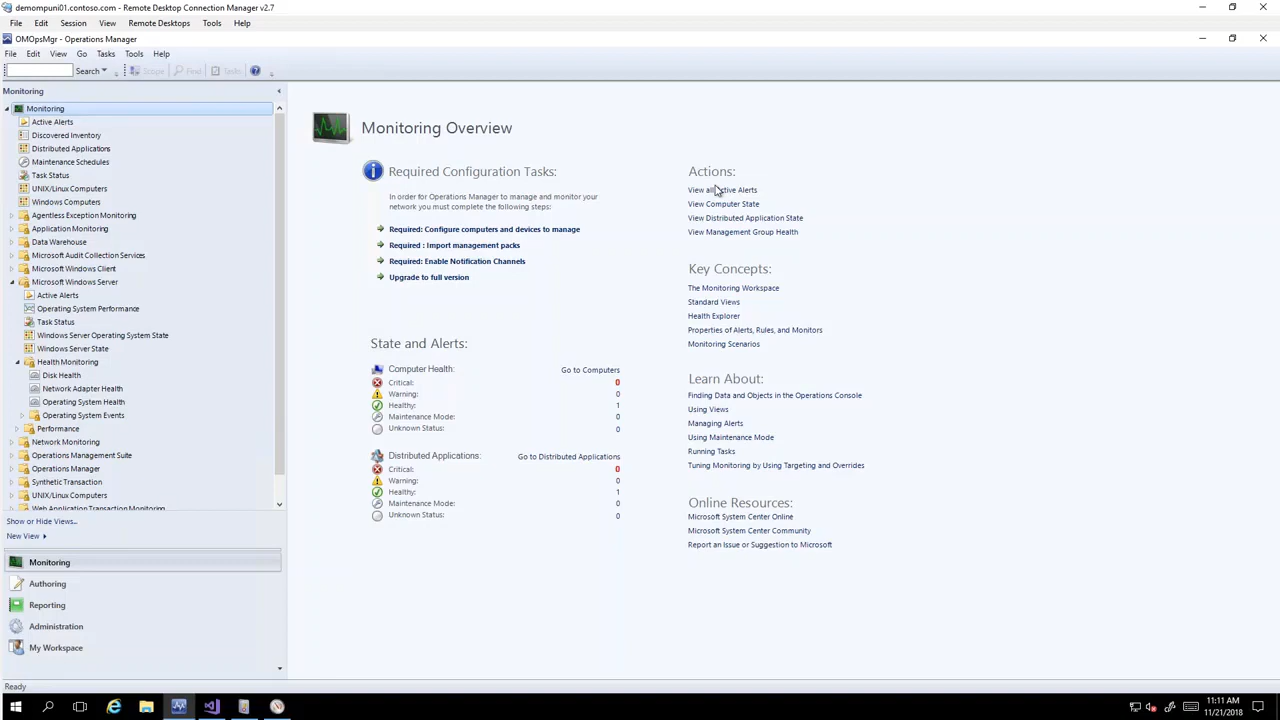 demompuni01.contoso.com - Remote Desktop Connection Manager v2.7
File Edit Session View Remote Desktops Tools Help
OMOpsMgr - Operations Manager
File Edit View Go Tasks Tools Help
Search Scope Find Tasks
Monitoring
Monitoring
Active Alerts
Discovered Inventory
Distributed Applications
Maintenance Schedules
Task Status
UNIX/Linux Computers
Windows Computers
Agentless Exception Monitoring
Application Monitoring
Data Warehouse
Microsoft Audit Collection Services
Microsoft Windows Client
Microsoft Windows Server
Active Alerts
Operating System Performance
Task Status
Windows Server Operating System State
Windows Server State
Health Monitoring
Disk Health
Network Adapter Health
Operating System Health
Operating System Events
Performance
Network Monitoring
Operations Management Suite
Operations Manager
Synthetic Transaction
UNIX/Linux Computers
Web Application Transaction Monitoring
Show or Hide Views...
New View
Monitoring
Authoring
Reporting
Administration
My Workspace
Monitoring Overview
Required Configuration Tasks:
In order for Operations Manager to manage and monitor your
network you must complete the following steps:
Required: Configure computers and devices to manage
Required : Import management packs
Required: Enable Notification Channels
Upgrade to full version
State and Alerts:
Computer Health: Go to Computers
Critical: 0
Warning: 0
Healthy: 1
Maintenance Mode: 0
Unknown Status: 0
Distributed Applications: Go to Distributed Applications
Critical: 0
Warning: 0
Healthy: 1
Maintenance Mode: 0
Unknown Status: 0
Actions:
View all Active Alerts
View Computer State
View Distributed Application State
View Management Group Health
Key Concepts:
The Monitoring Workspace
Standard Views
Health Explorer
Properties of Alerts, Rules, and Monitors
Monitoring Scenarios
Learn About:
Finding Data and Objects in the Operations Console
Using Views
Managing Alerts
Using Maintenance Mode
Running Tasks
Tuning Monitoring by Using Targeting and Overrides
Online Resources:
Microsoft System Center Online
Microsoft System Center Community
Report an Issue or Suggestion to Microsoft
Ready
11:11 AM
11/21/2018